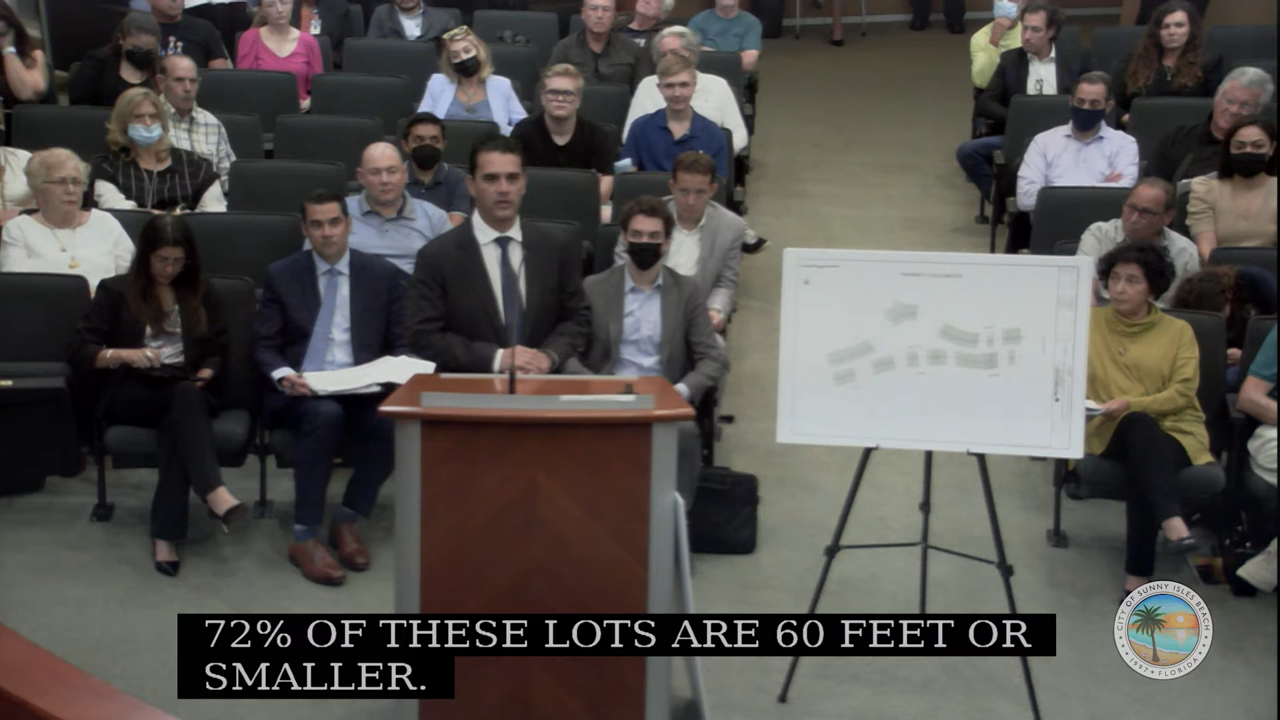 72% OF THESE LOTS ARE 60 FEET OR
SMALLER.
CITY OF SUNNY ISLES BEACH
• 1997 • FLORIDA •